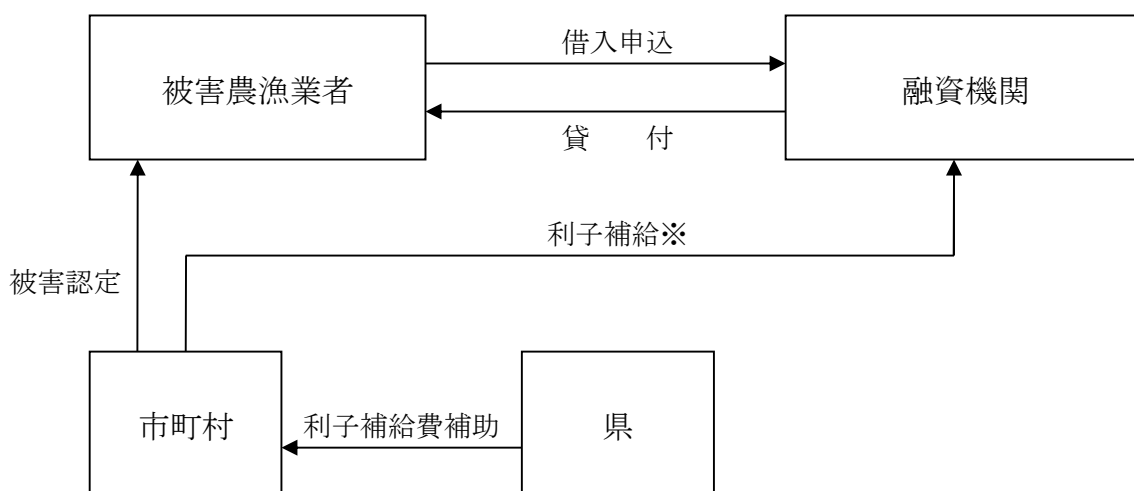 借入申込
被害農漁業者
融資機関
貸　付
利子補給※
被害認定
市町村
利子補給費補助
県